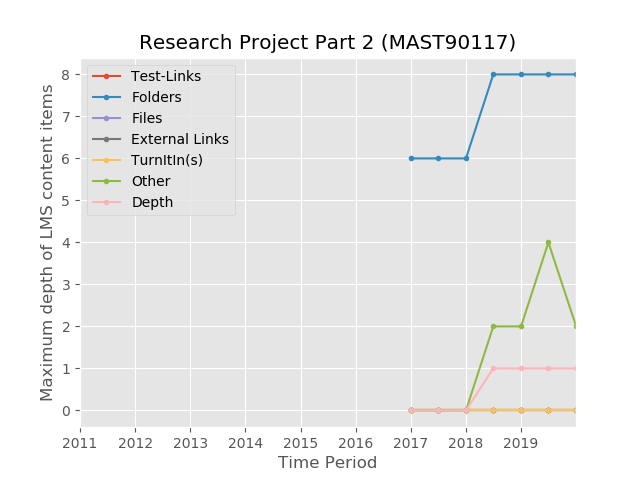 Research Project Part 2 (MAST90117)
Maximum depth of LMS content items
8
7
6
5
4
3
2
1
0
Test-Links
Folders
Files
External Links
TurnItIn(s)
Other
Depth
2011 2012 2013 2014 2015 2016 2017 2018 2019
Time Period